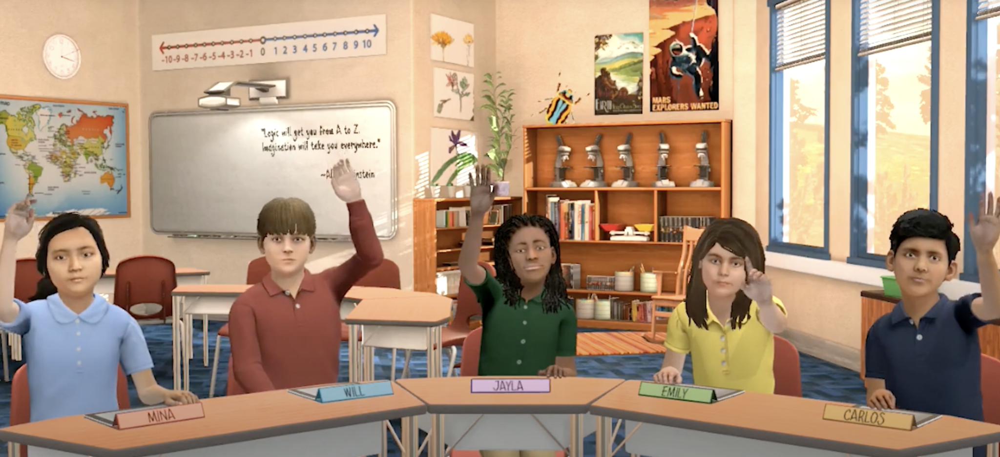 -10 -9 -8 -7 -6 -5 -4 -3 -2 -1 0 1 2 3 4 5 6 7 8 9 10
"Logic will get you from A to Z.
Imagination will take you everywhere."
MARS
EXPLORERS WANTED
MINA
WILL
JAYLA
EMILY
CARLOS